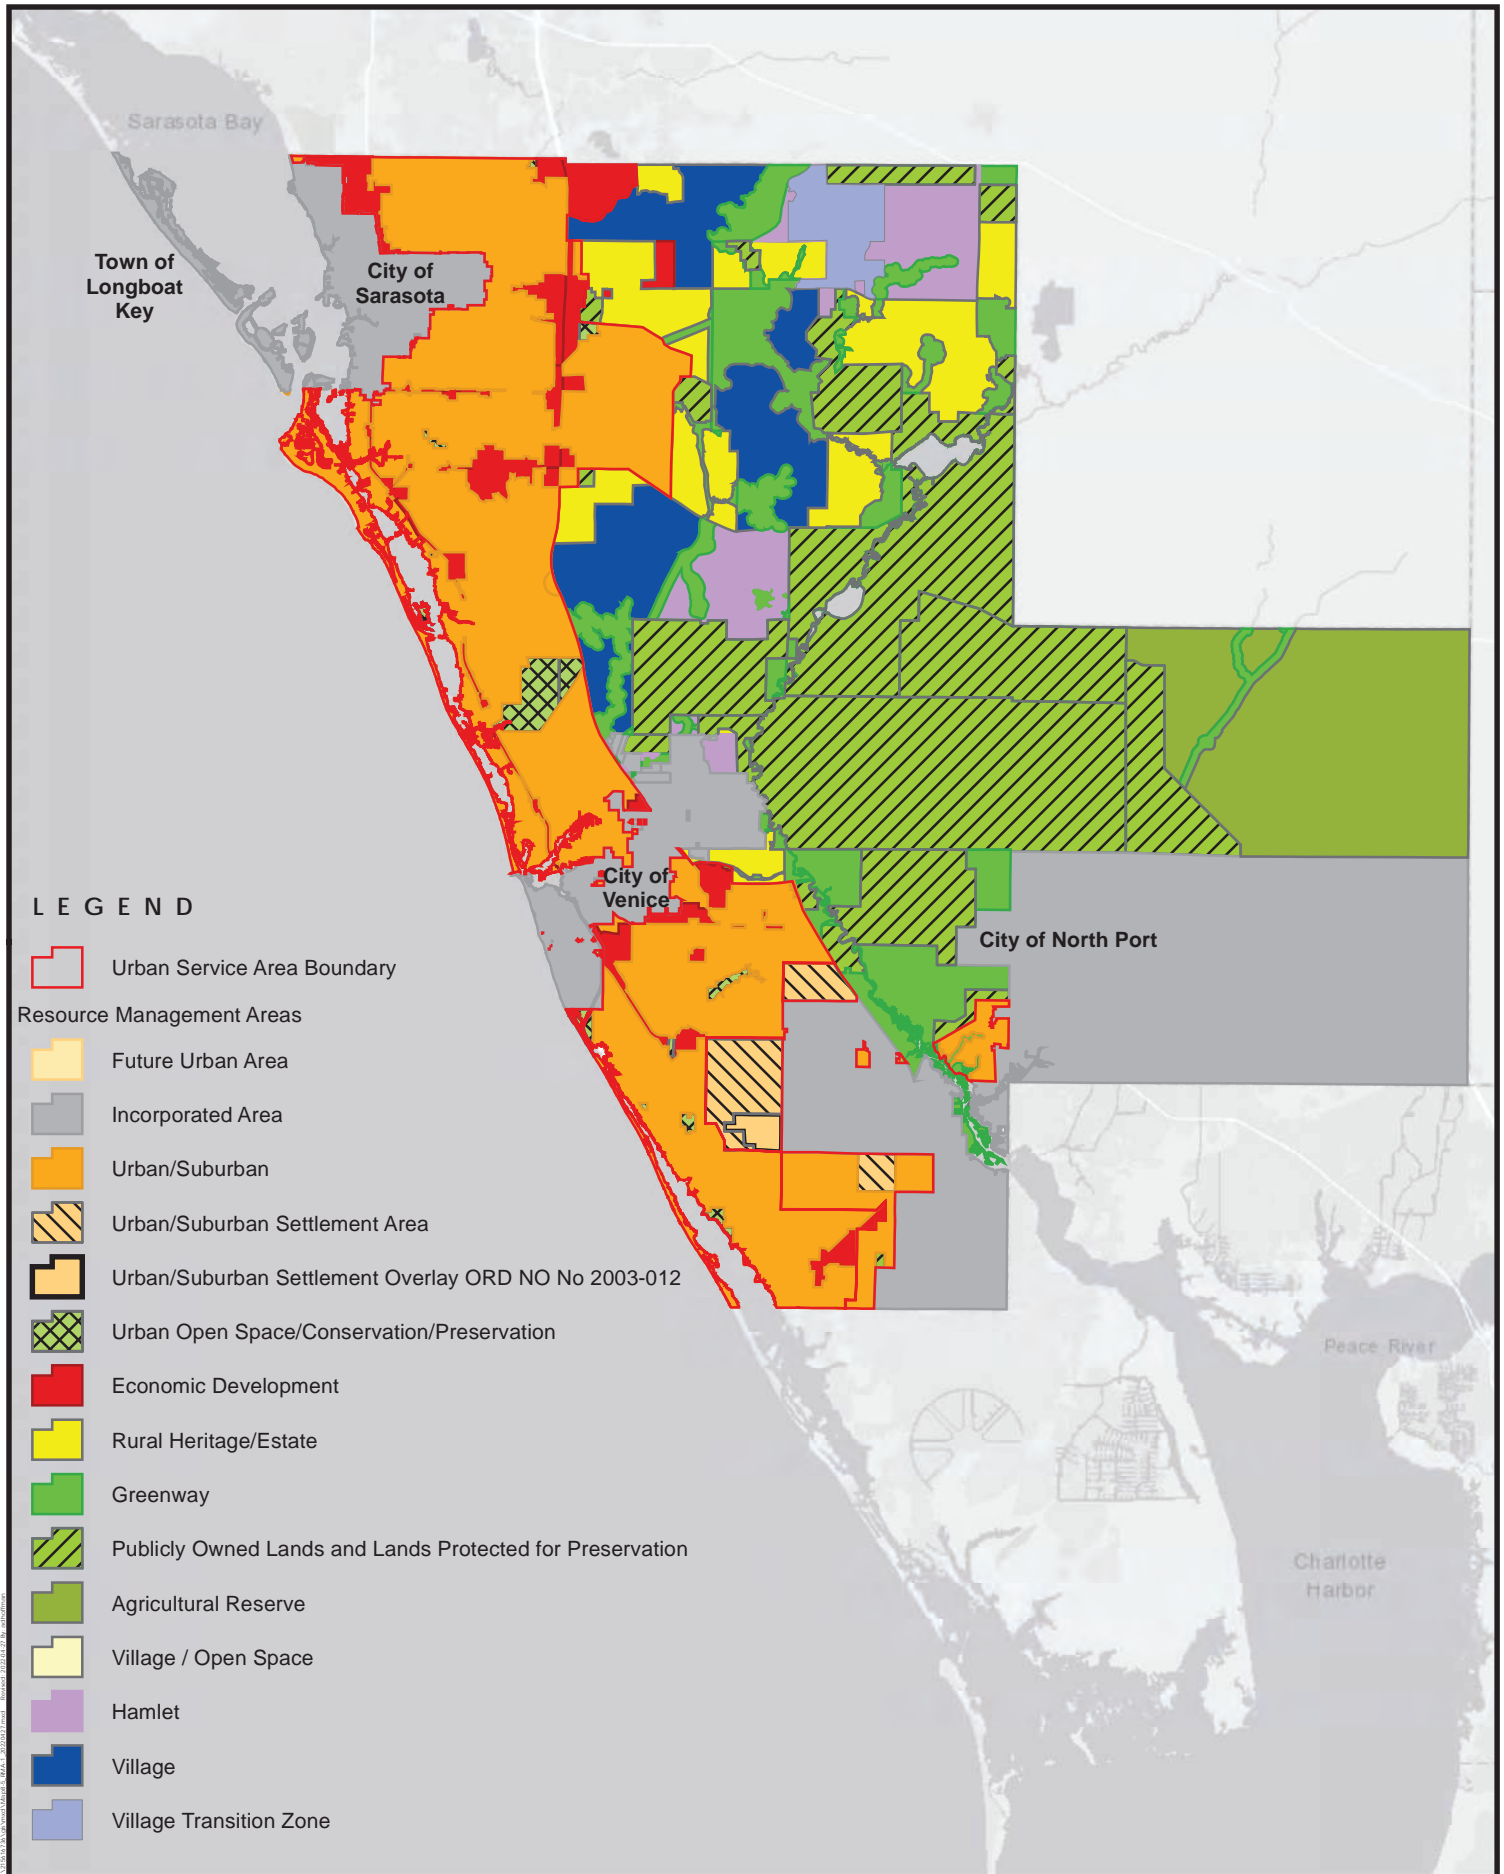 Sarasota Bay
Town of
Longboat
Key
City of
Sarasota
City of
Venice
City of North Port
Peace River
Charlotte
Harbor
LEGEND
Urban Service Area Boundary
Resource Management Areas
Future Urban Area
Incorporated Area
Urban/Suburban
Urban/Suburban Settlement Area
Urban/Suburban Settlement Overlay ORD NO No 2003-012
Urban Open Space/Conservation/Preservation
Economic Development
Rural Heritage/Estate
Greenway
Publicly Owned Lands and Lands Protected for Preservation
Agricultural Reserve
Village / Open Space
Hamlet
Village
Village Transition Zone